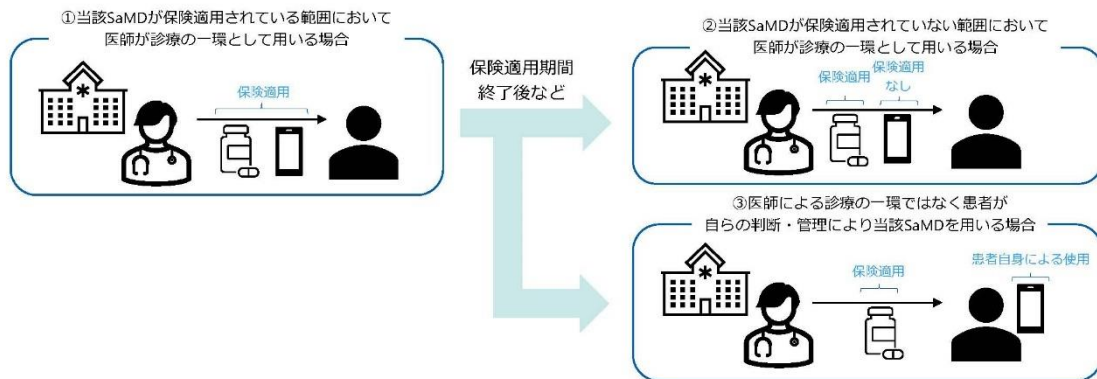 ①当該SaMDが保険適用されている範囲において
医師が診療の一環として用いる場合
保険適用
保険適用期間
終了後など
②当該SaMDが保険適用されていない範囲において
医師が診療の一環として用いる場合
保険適用
保険適用
なし
③医師による診療の一環ではなく患者が
自らの判断・管理により当該SaMDを用いる場合
保険適用
患者自身による使用